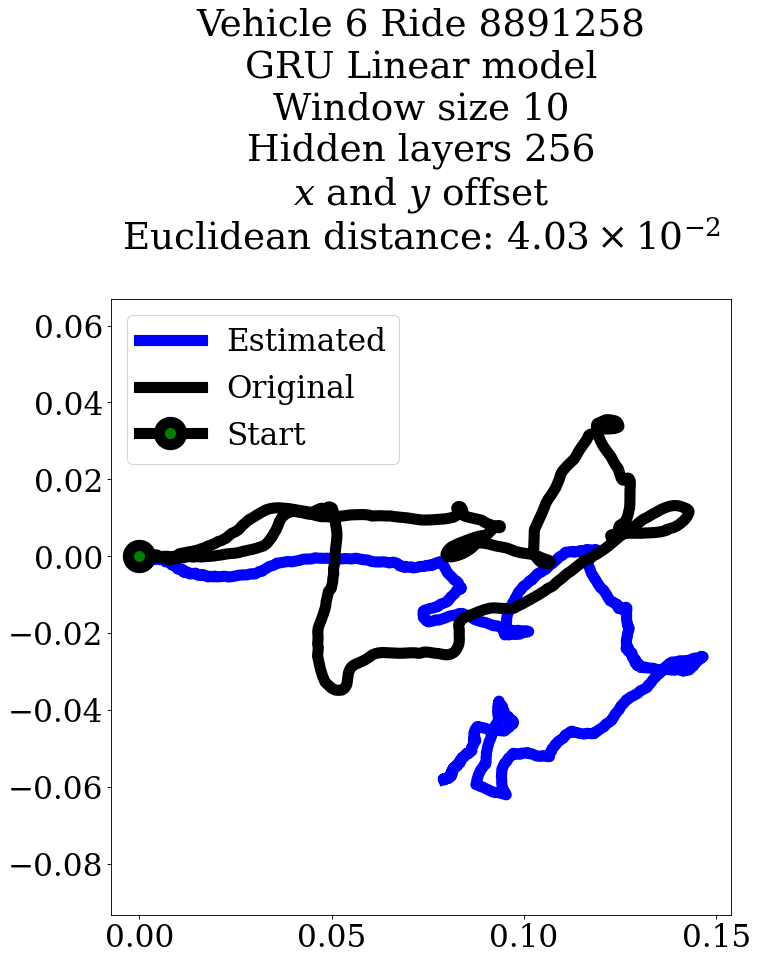 Vehicle 6 Ride 8891258
GRU Linear model
Window size 10
Hidden layers 256
x and y offset
Euclidean distance: 4.03 × 10⁻²
Estimated
Original
Start
0.06
0.04
0.02
0.00
−0.02
−0.04
−0.06
−0.08
0.00 0.05 0.10 0.15